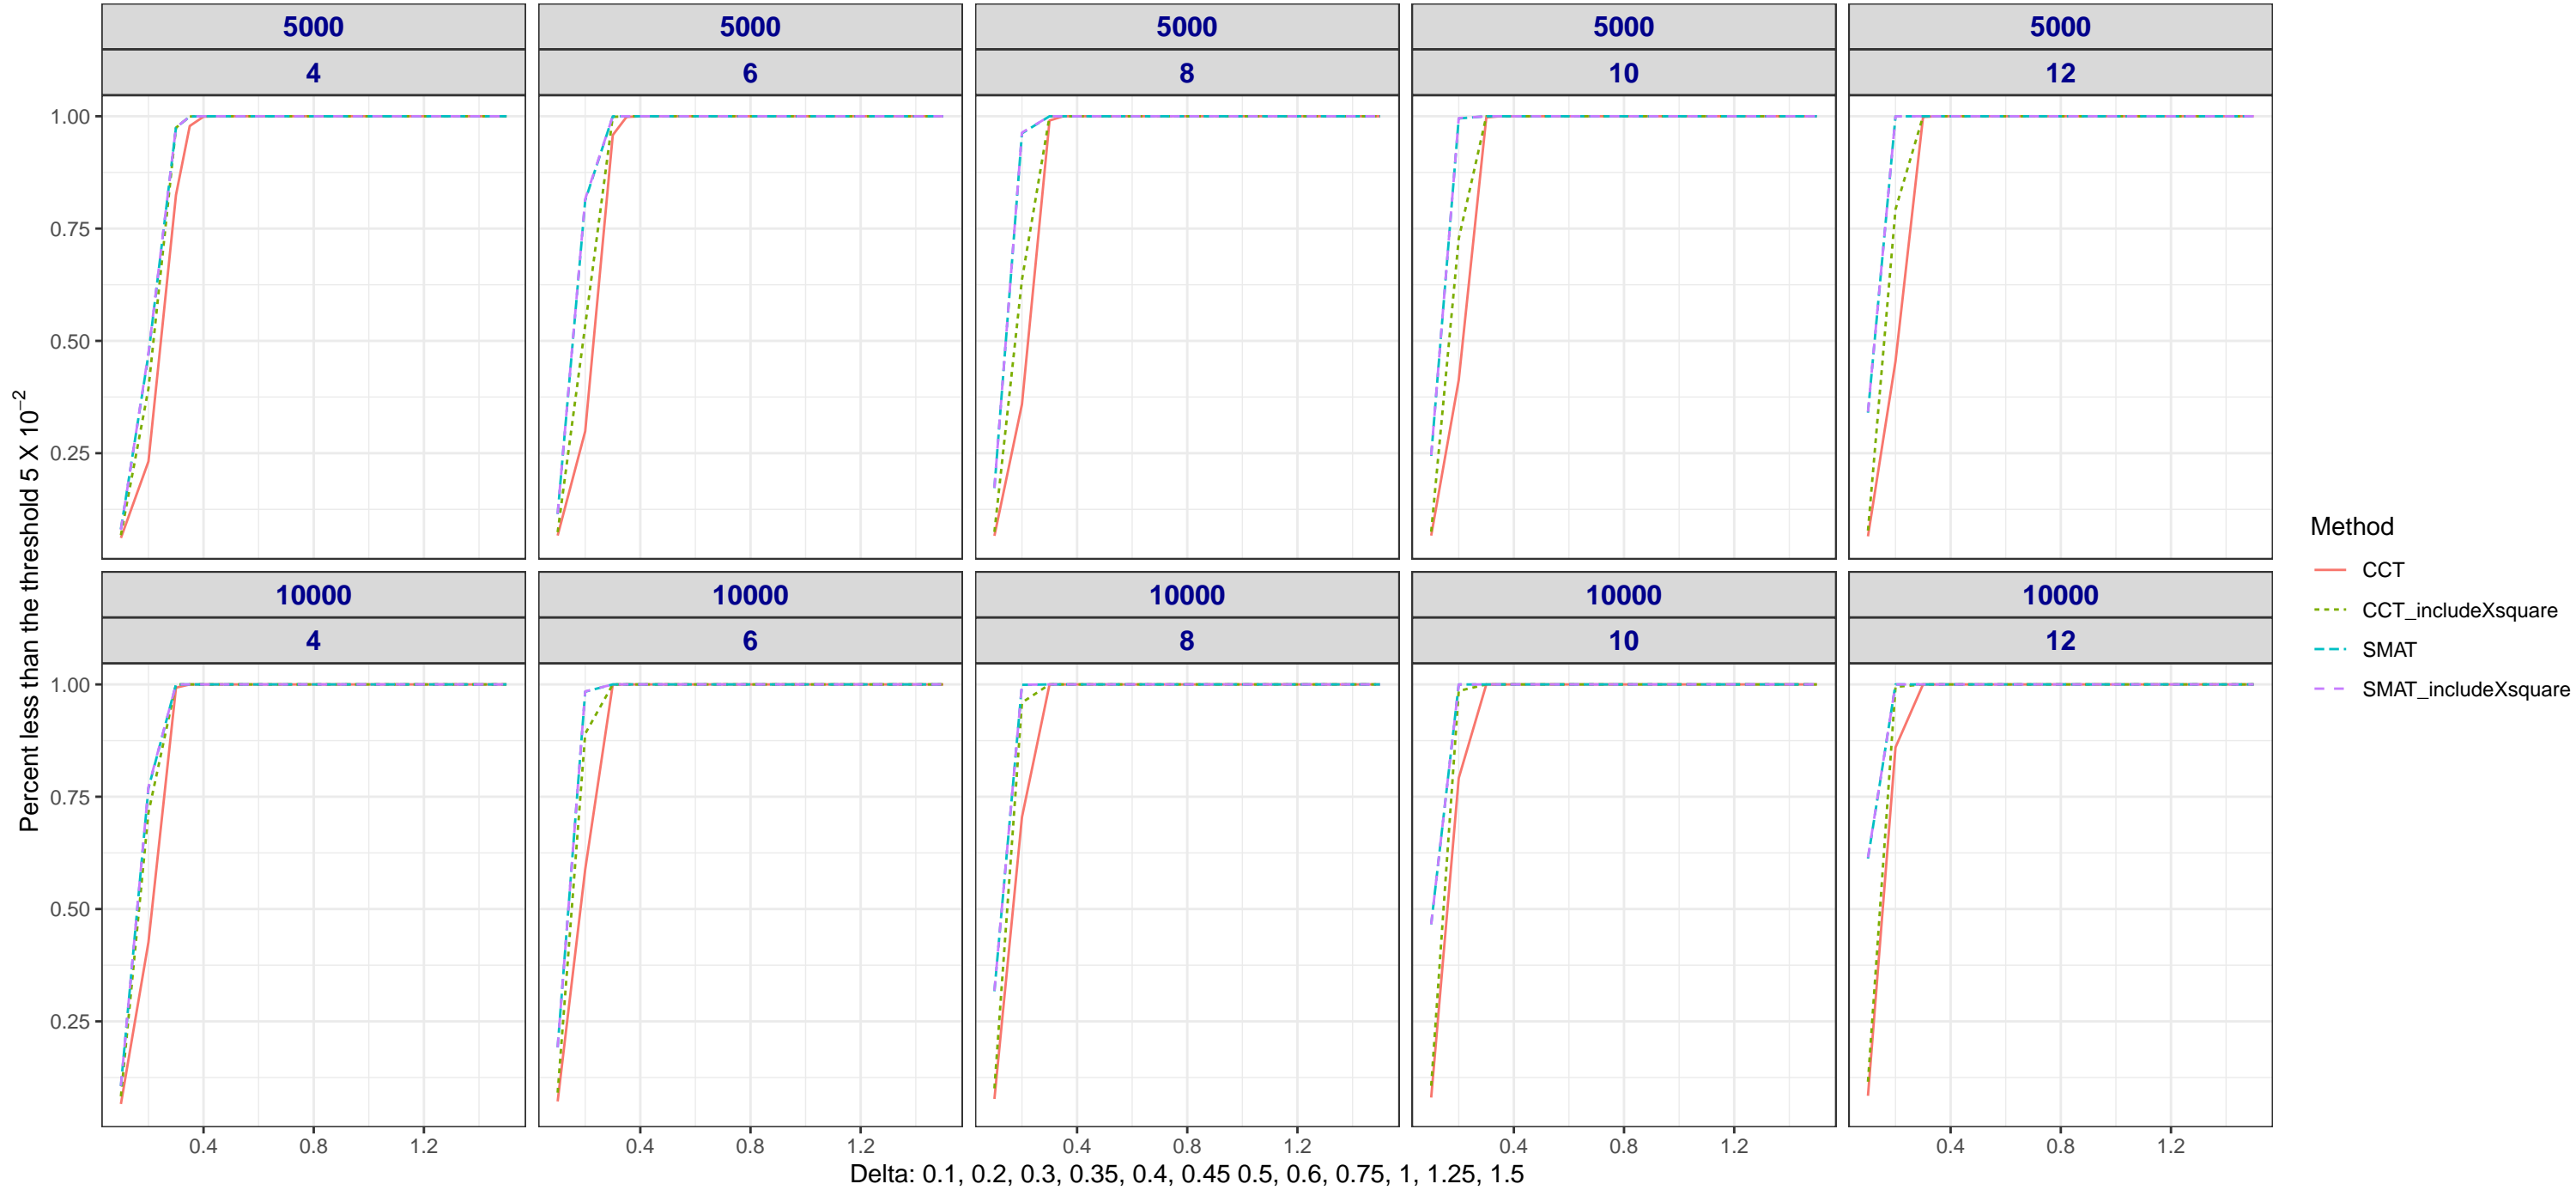 5000 5000 5000 5000 5000
4 6 8 10 12
1.00
0.75
0.50
0.25
10000 10000 10000 10000 10000
4 6 8 10 12
1.00
0.75
0.50
0.25
0.4 0.8 1.2 0.4 0.8 1.2 0.4 0.8 1.2 0.4 0.8 1.2 0.4 0.8 1.2
Delta: 0.1, 0.2, 0.3, 0.35, 0.4, 0.45 0.5, 0.6, 0.75, 1, 1.25, 1.5
Percent less than the threshold 5 X 10⁻²
Method
CCT
CCT_includeXsquare
SMAT
SMAT_includeXsquare